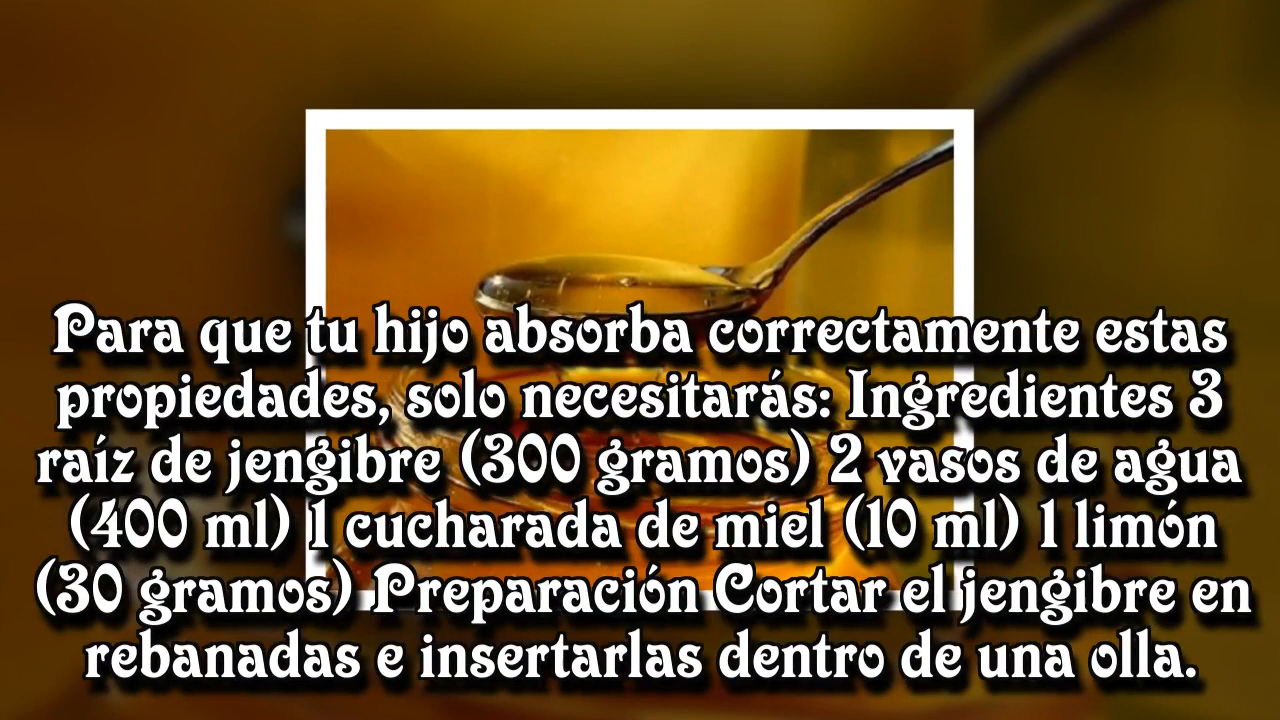 Para que tu hijo absorba correctamente estas
propiedades, solo necesitarás: Ingredientes 3
raíz de jengibre (300 gramos) 2 vasos de agua
(400 ml) 1 cucharada de miel (10 ml) 1 limón
(30 gramos) Preparación Cortar el jengibre en
rebanadas e insertarlas dentro de una olla.